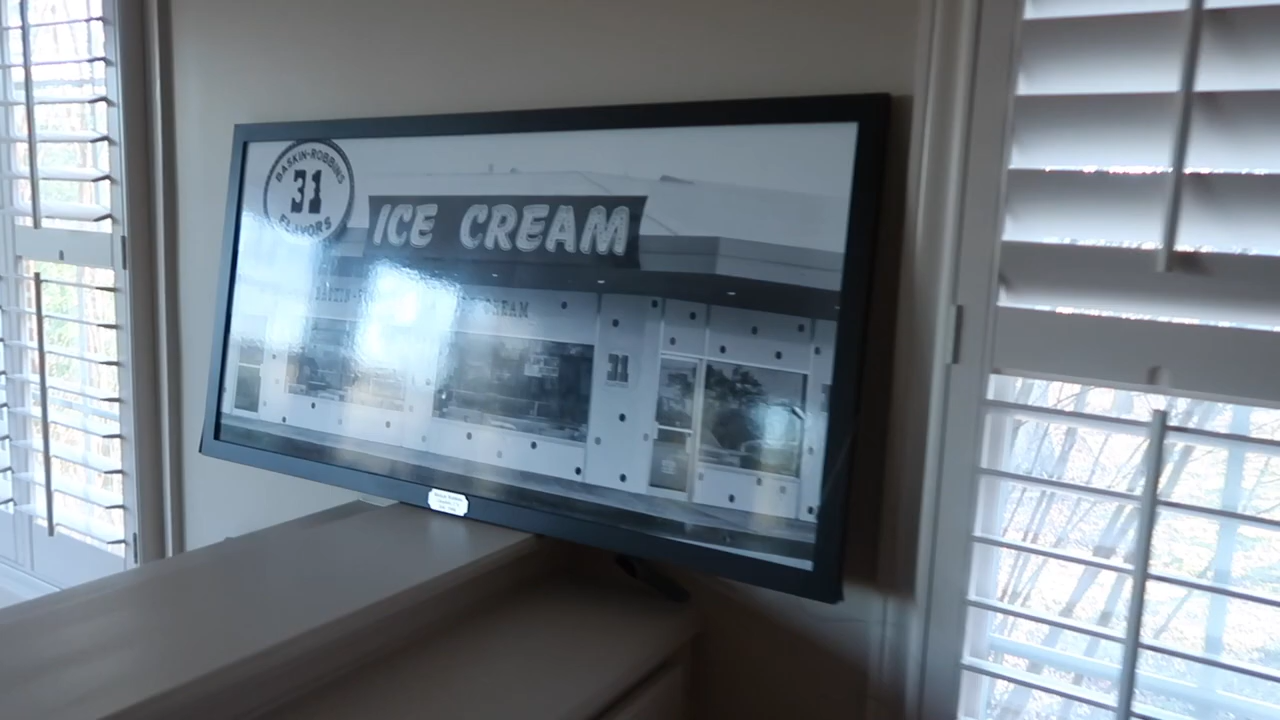 BASKIN-ROBBINS
31
FLAVORS
ICE CREAM
CREAM
31